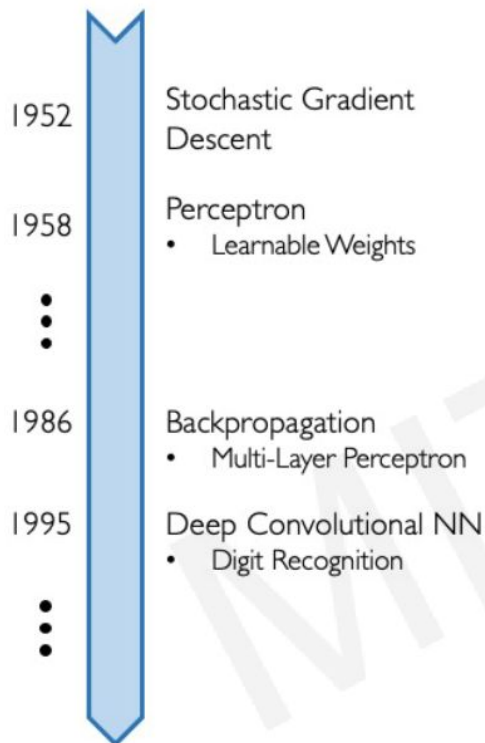 1952
Stochastic Gradient
Descent
1958
Perceptron
• Learnable Weights
1986
Backpropagation
• Multi-Layer Perceptron
1995
Deep Convolutional NN
• Digit Recognition